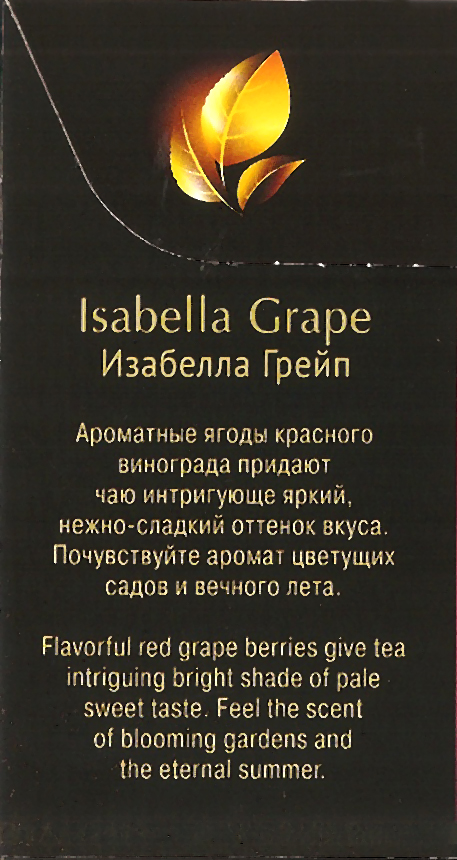 Isabella Grape
Изабелла Грейп
Ароматные ягоды красного
винограда придают
чаю интригующе яркий,
нежно-сладкий оттенок вкуса.
Почувствуйте аромат цветущих
садов и вечного лета.
Flavorful red grape berries give tea
intriguing bright shade of pale
sweet taste. Feel the scent
of blooming gardens and
the eternal summer.